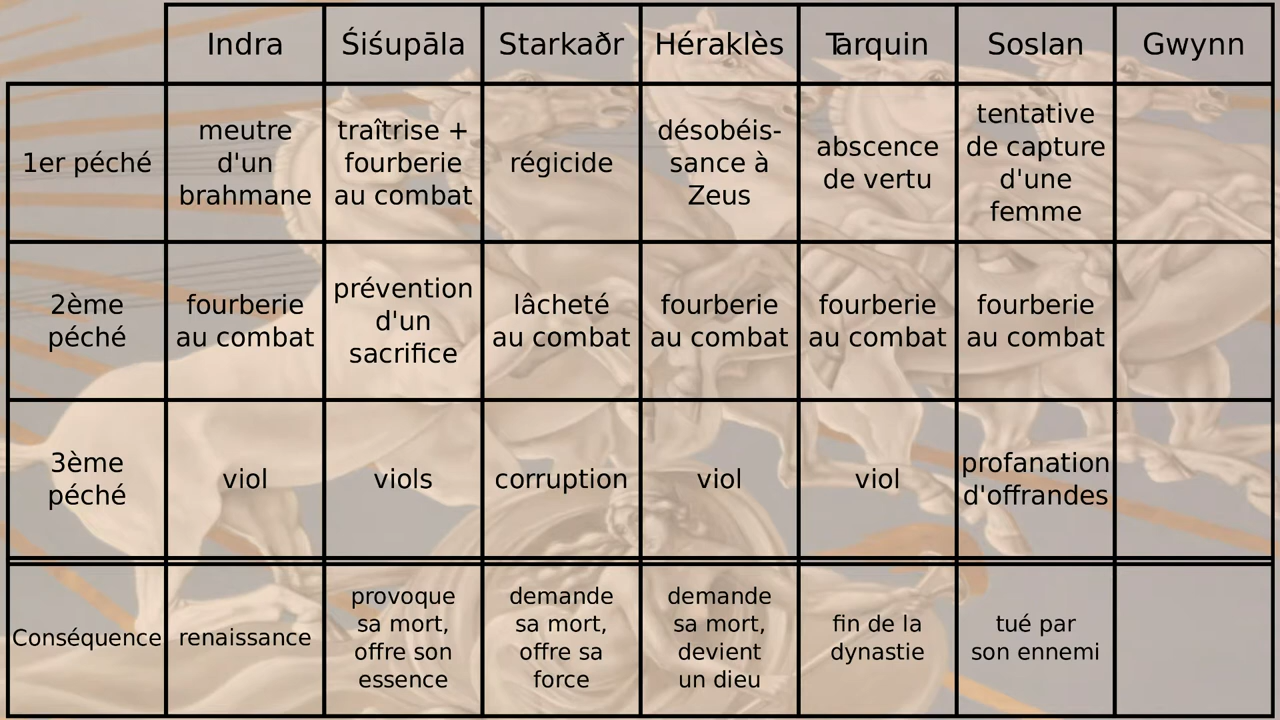 Indra Śiśupāla Starkaðr Héraklès Tarquin Soslan Gwynn
1er péché
meutre
d'un
brahmane
traîtrise +
fourberie
au combat
régicide
désobéis-
sance à
Zeus
abscence
de vertu
tentative
de capture
d'une
femme
2ème
péché
fourberie
au combat
prévention
d'un
sacrifice
lâcheté
au combat
fourberie
au combat
fourberie
au combat
fourberie
au combat
3ème
péché
viol
viols
corruption
viol
viol
profanation
d'offrandes
Conséquence
renaissance
provoque
sa mort,
offre son
essence
demande
sa mort,
offre sa
force
demande
sa mort,
devient
un dieu
fin de la
dynastie
tué par
son ennemi